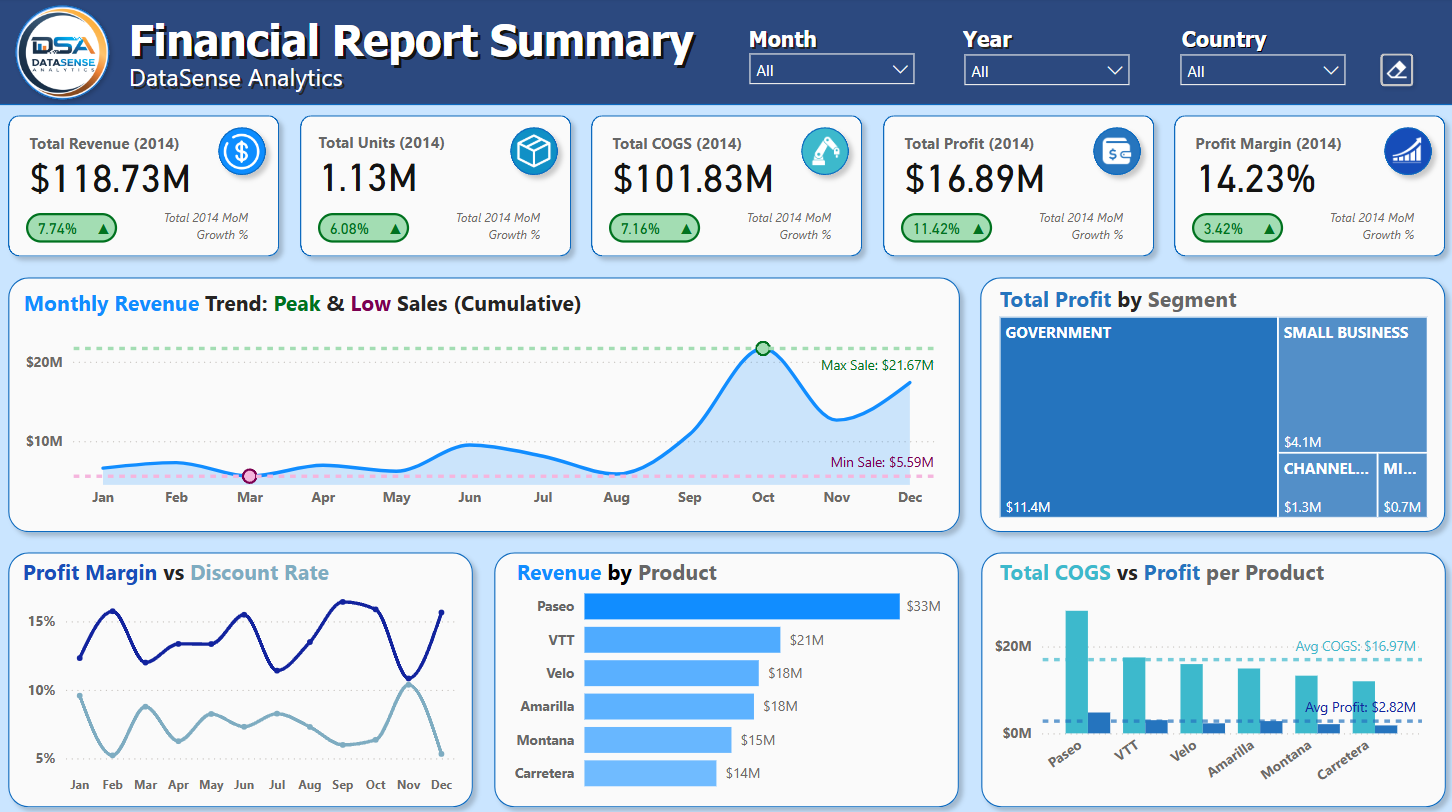 DSA
DATASENSE
ANALYTICS
Financial Report Summary
DataSense Analytics
Month
All
Year
All
Country
All
Total Revenue (2014)
$118.73M
7.74% ▲
Total 2014 MoM
Growth %
Total Units (2014)
1.13M
6.08% ▲
Total 2014 MoM
Growth %
Total COGS (2014)
$101.83M
7.16% ▲
Total 2014 MoM
Growth %
Total Profit (2014)
$16.89M
11.42% ▲
Total 2014 MoM
Growth %
Profit Margin (2014)
14.23%
3.42% ▲
Total 2014 MoM
Growth %
Monthly Revenue Trend: Peak & Low Sales (Cumulative)
$20M
$10M
Max Sale: $21.67M
Min Sale: $5.59M
Jan Feb Mar Apr May Jun Jul Aug Sep Oct Nov Dec
Total Profit by Segment
GOVERNMENT
$11.4M
SMALL BUSINESS
$4.1M
CHANNEL...
$1.3M
MI...
$0.7M
Profit Margin vs Discount Rate
15%
10%
5%
Jan Feb Mar Apr May Jun Jul Aug Sep Oct Nov Dec
Revenue by Product
Paseo $33M
VTT $21M
Velo $18M
Amarilla $18M
Montana $15M
Carretera $14M
Total COGS vs Profit per Product
$20M
$0M
Avg COGS: $16.97M
Avg Profit: $2.82M
Paseo VTT Velo Amarilla Montana Carretera